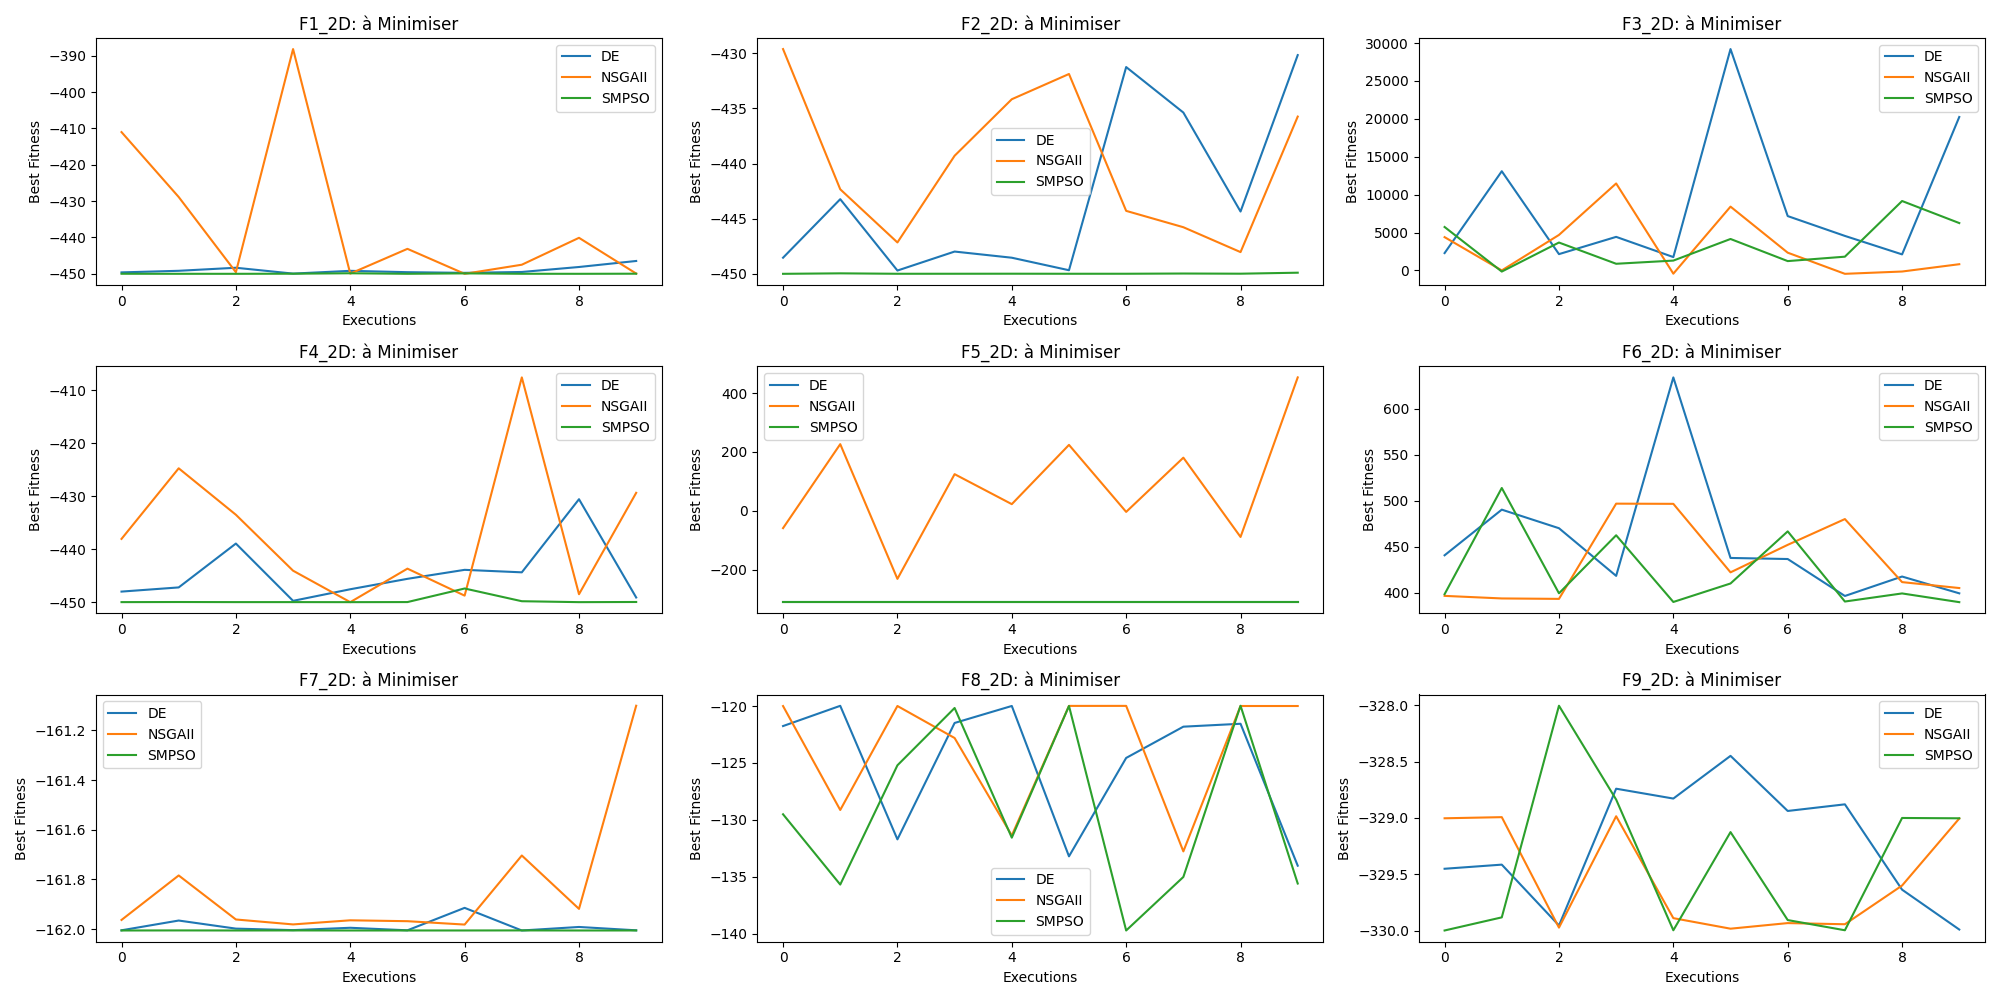 F1_2D: à Minimiser
Best Fitness
−390
−400
−410
−420
−430
−440
−450
0 2 4 6 8
Executions
DE
NSGAII
SMPSO
F2_2D: à Minimiser
Best Fitness
−430
−435
−440
−445
−450
0 2 4 6 8
Executions
DE
NSGAII
SMPSO
F3_2D: à Minimiser
Best Fitness
30000
25000
20000
15000
10000
5000
0
0 2 4 6 8
Executions
DE
NSGAII
SMPSO
F4_2D: à Minimiser
Best Fitness
−410
−420
−430
−440
−450
0 2 4 6 8
Executions
DE
NSGAII
SMPSO
F5_2D: à Minimiser
Best Fitness
400
200
0
−200
0 2 4 6 8
Executions
DE
NSGAII
SMPSO
F6_2D: à Minimiser
Best Fitness
600
550
500
450
400
0 2 4 6 8
Executions
DE
NSGAII
SMPSO
F7_2D: à Minimiser
Best Fitness
−161.2
−161.4
−161.6
−161.8
−162.0
0 2 4 6 8
Executions
DE
NSGAII
SMPSO
F8_2D: à Minimiser
Best Fitness
−120
−125
−130
−135
−140
0 2 4 6 8
Executions
DE
NSGAII
SMPSO
F9_2D: à Minimiser
Best Fitness
−328.0
−328.5
−329.0
−329.5
−330.0
0 2 4 6 8
Executions
DE
NSGAII
SMPSO